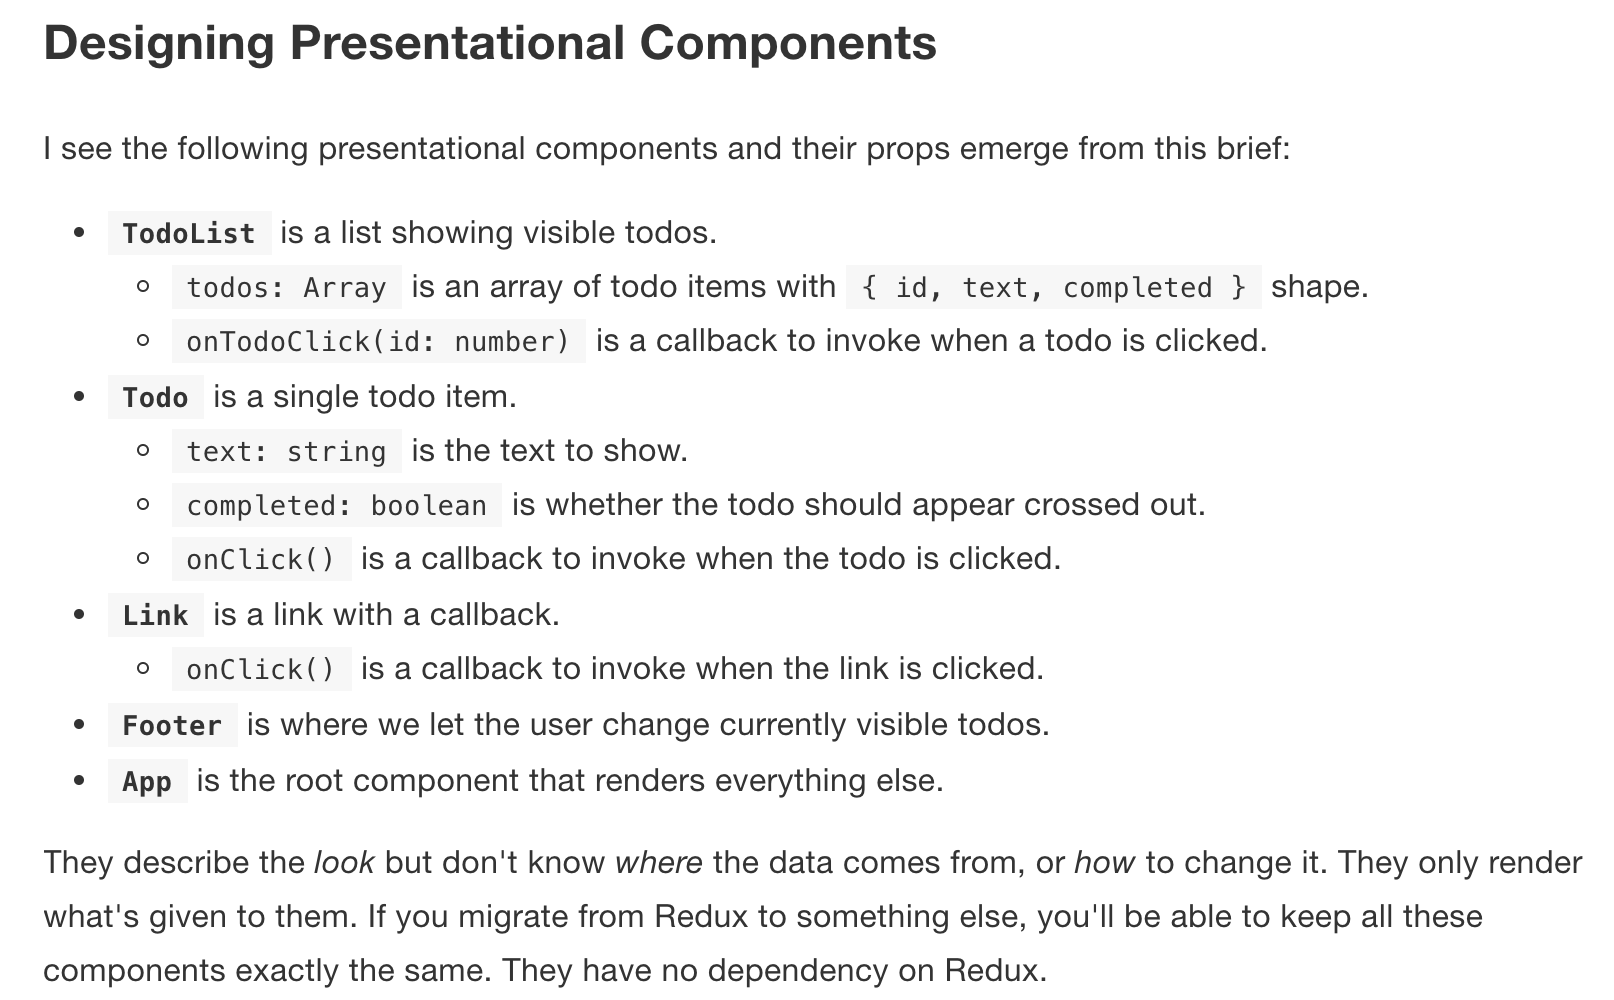 Designing Presentational Components
I see the following presentational components and their props emerge from this brief:
• TodoList is a list showing visible todos.
○ todos: Array is an array of todo items with { id, text, completed } shape.
○ onTodoClick(id: number) is a callback to invoke when a todo is clicked.
• Todo is a single todo item.
○ text: string is the text to show.
○ completed: boolean is whether the todo should appear crossed out.
○ onClick() is a callback to invoke when the todo is clicked.
• Link is a link with a callback.
○ onClick() is a callback to invoke when the link is clicked.
• Footer is where we let the user change currently visible todos.
• App is the root component that renders everything else.
They describe the look but don't know where the data comes from, or how to change it. They only render
what's given to them. If you migrate from Redux to something else, you'll be able to keep all these
components exactly the same. They have no dependency on Redux.